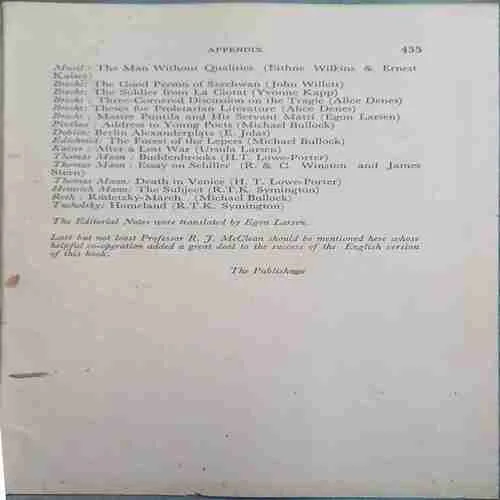 APPENDIX 435
Musil: The Man Without Qualities (Eithne Wilkins & Ernest
Kaiser)
Brecht: The Good Person of Szechwan (John Willett)
Brecht: The Soldier from La Ciotat (Yvonne Kapp)
Brecht: Three-Cornered Discussion on the Tragic (Alice Denes)
Brecht: Theses for Proletarian Literature (Alice Denes)
Brecht: Master Puntila and His Servant Matti (Egon Larsen)
Address to Young Poets (Michael Bullock)
Doblin: Berlin Alexanderplatz (E. Jolas)
Edschmid: The Forest of the Lepers (Michael Bullock)
After a Lost War (Ursula Larsen)
Thomas Mann: Buddenbrooks (H.T. Lowe-Porter)
Thomas Mann: Essay on Schiller (R. & C. Winston and James
Stern)
Thomas Mann: Death in Venice (H. T. Lowe-Porter)
Heinrich Mann: The Subject (R.T.K. Symington)
Roth: Radetzky-March. (Michael Bullock)
Tucholsky: Homeland (R.T.K. Symington)
The Editorial Notes were translated by Egon Larsen.
Last but not least Professor R. J. McClean should be mentioned here whose
helpful co-operation added a great deal to the success of the English version
of this book.
The Publishers